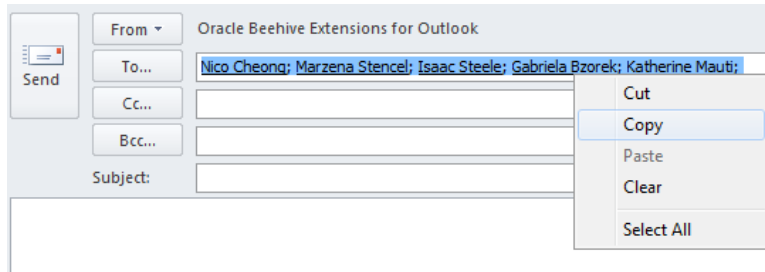 From Oracle Beehive Extensions for Outlook
Send
To... Nico Cheong; Marzena Stencel; Isaac Steele; Gabriela Bzorek; Katherine Mauti;
Cc...
Bcc...
Subject:
Cut
Copy
Paste
Clear
Select All